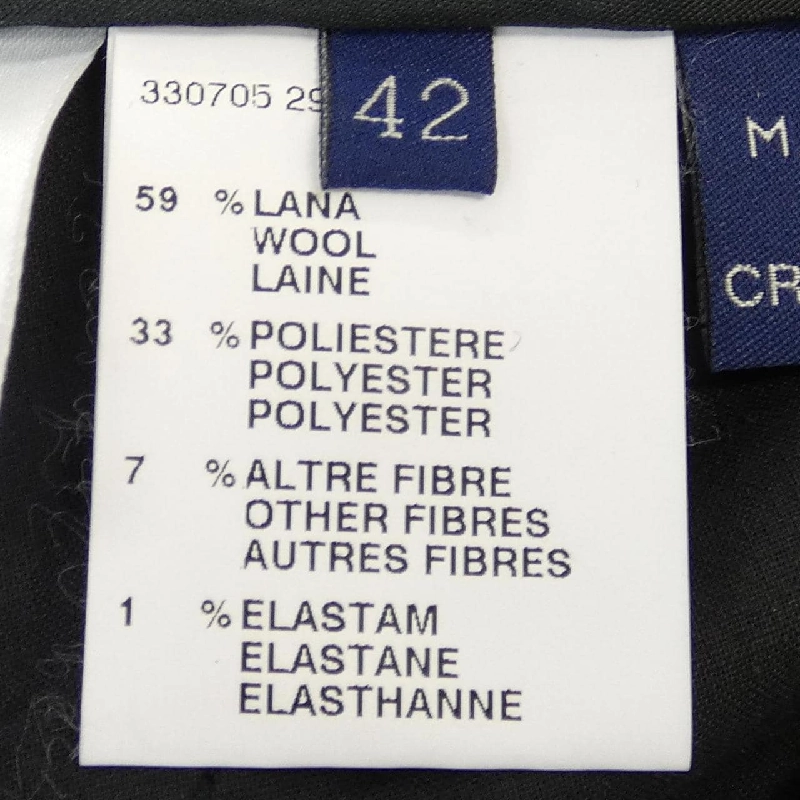 330705 29
42
59 % LANA
WOOL
LAINE
33 % POLIESTERE
POLYESTER
POLYESTER
7 % ALTRE FIBRE
OTHER FIBRES
AUTRES FIBRES
1 % ELASTAM
ELASTANE
ELASTHANNE
M
CR